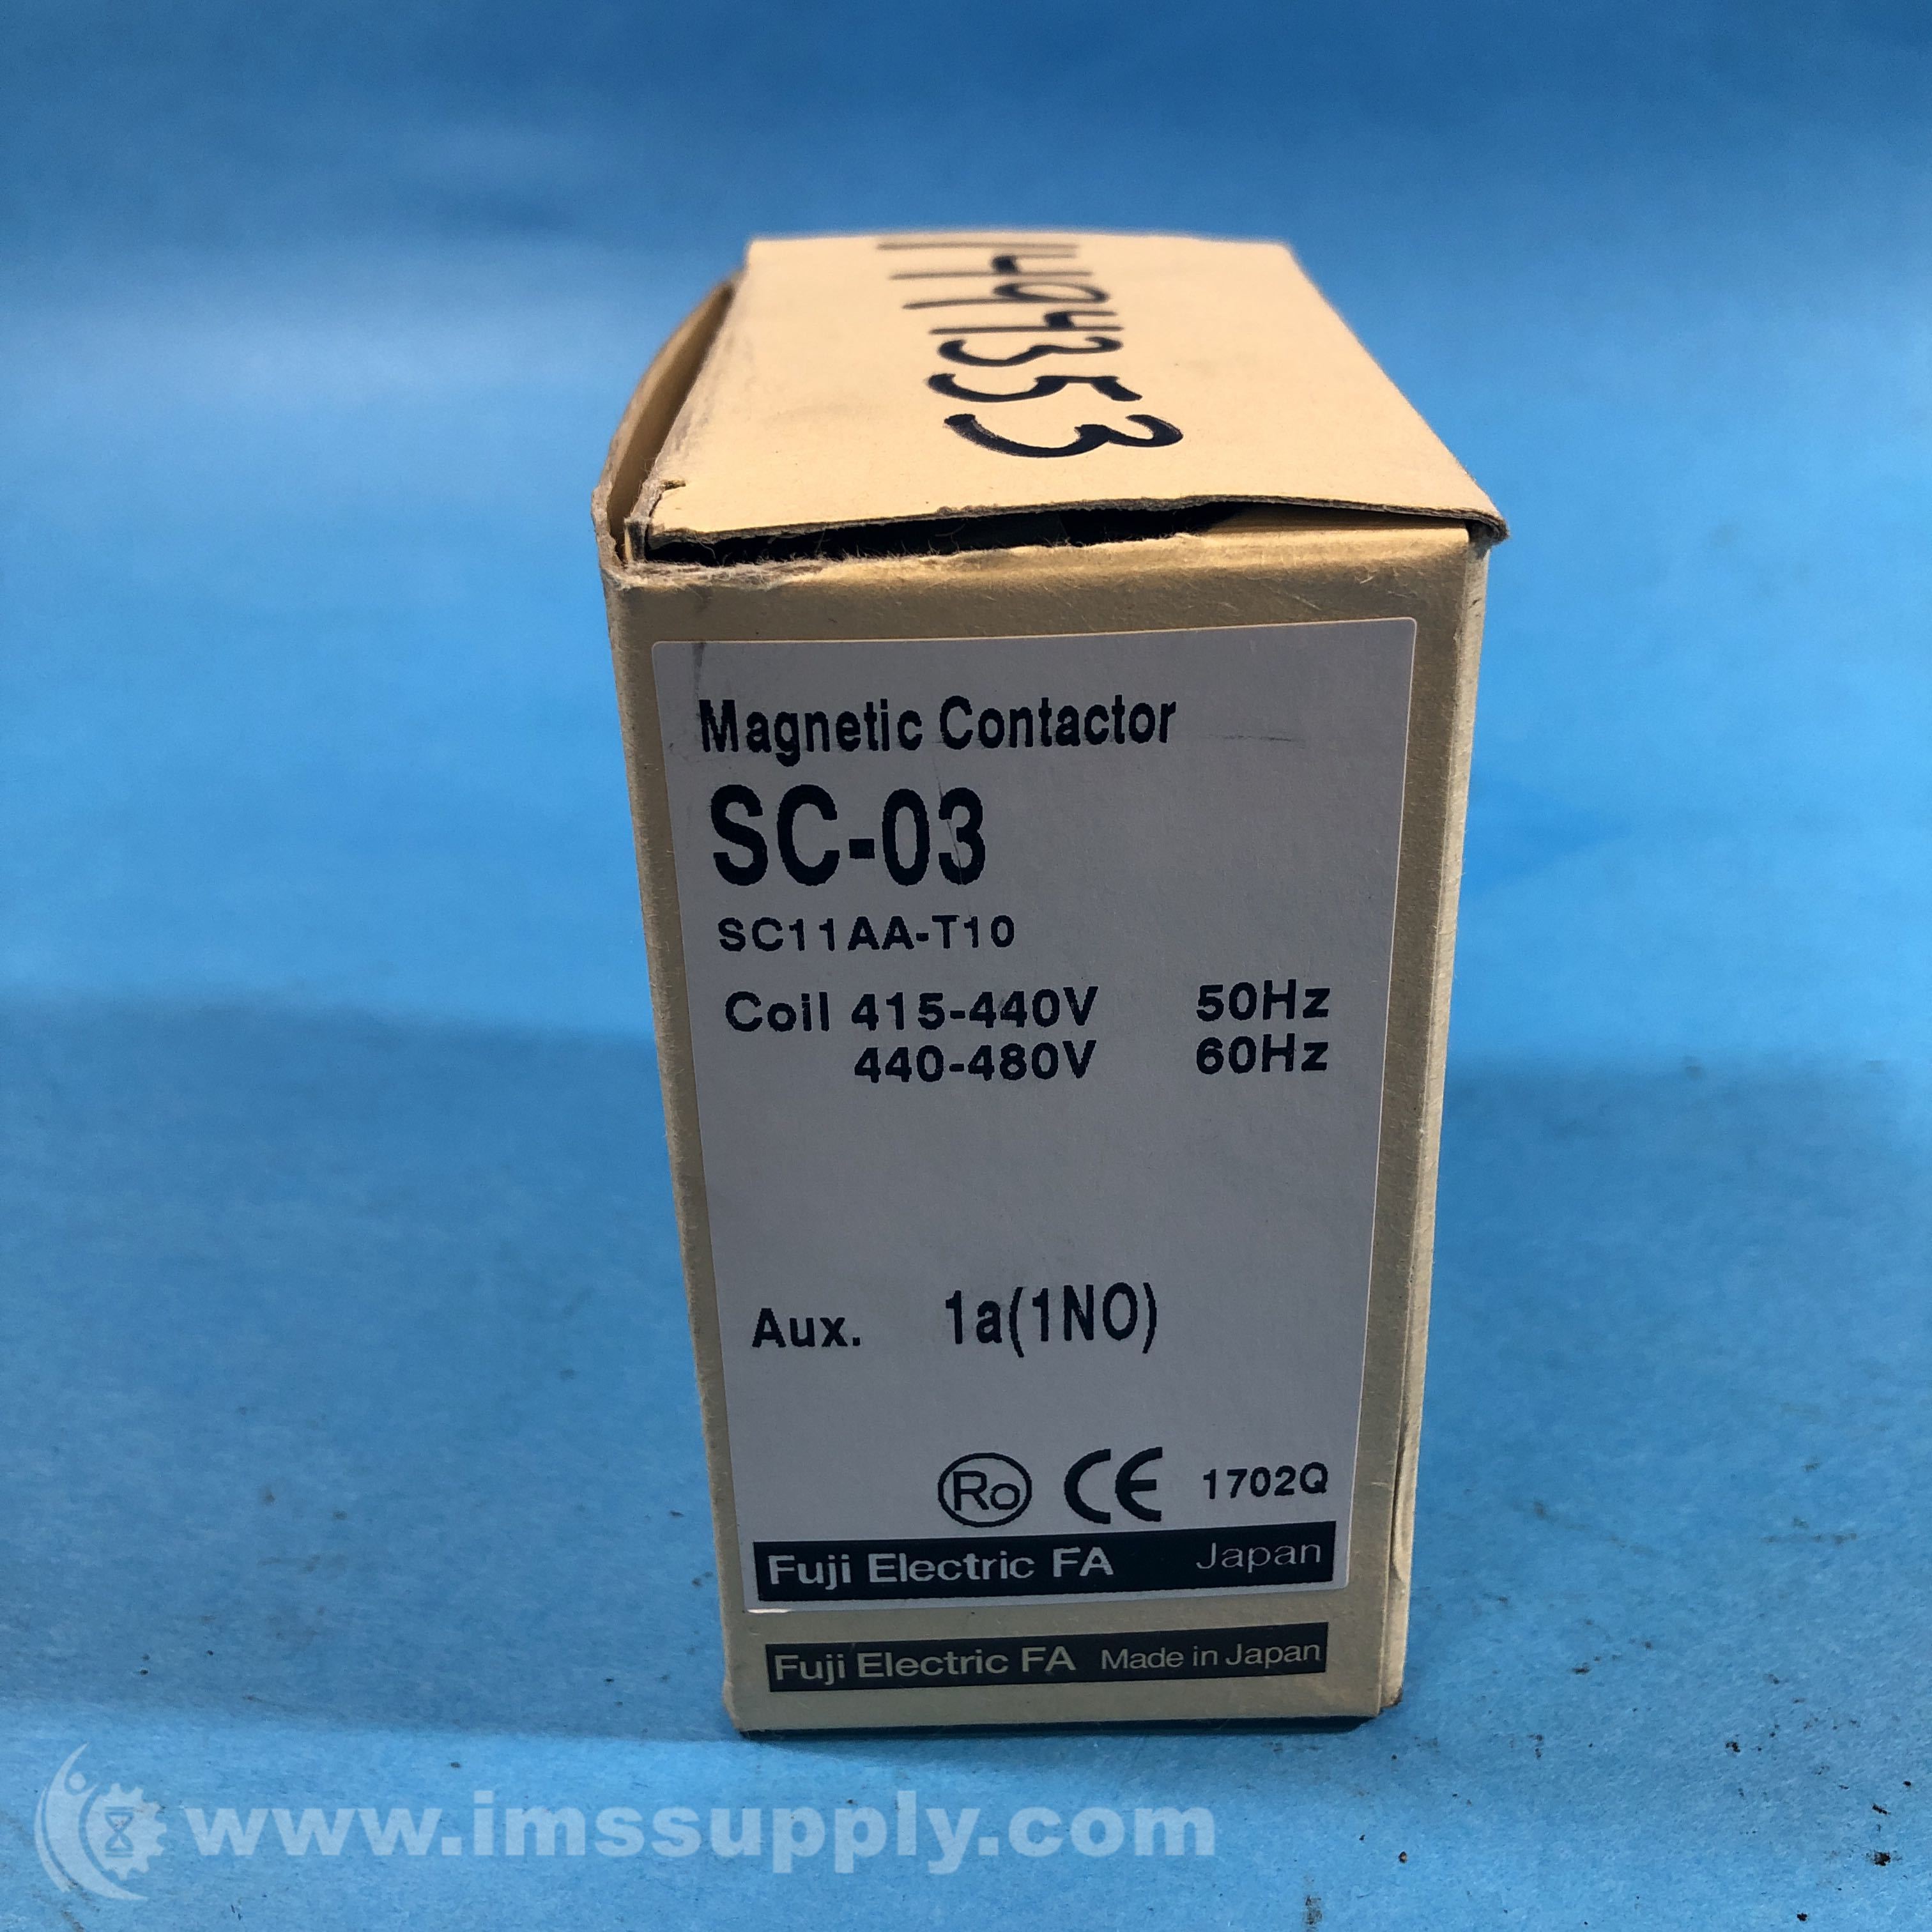 1499353
Magnetic Contactor
SC-03
SC11AA-T10
Coil 415-440V 50Hz
440-480V 60Hz
Aux. 1a(1NO)
Ro CE 1702Q
Fuji Electric FA Japan
Fuji Electric FA Made in Japan
www.imssupply.com